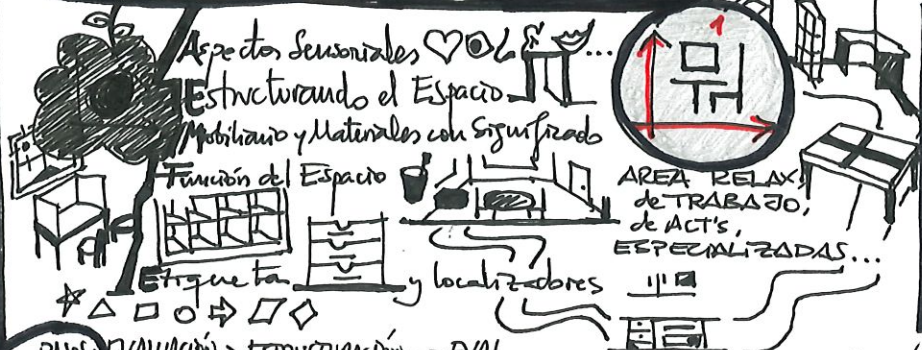 Aspectos Sensoriales ...
Estructurando el Espacio
Mobiliario y Materiales con Significado
Función del Espacio
1
AREA RELAX,
de TRABAJO,
de ACT'S,
ESPECIALIZADAS...
Etiquetas y localizadores